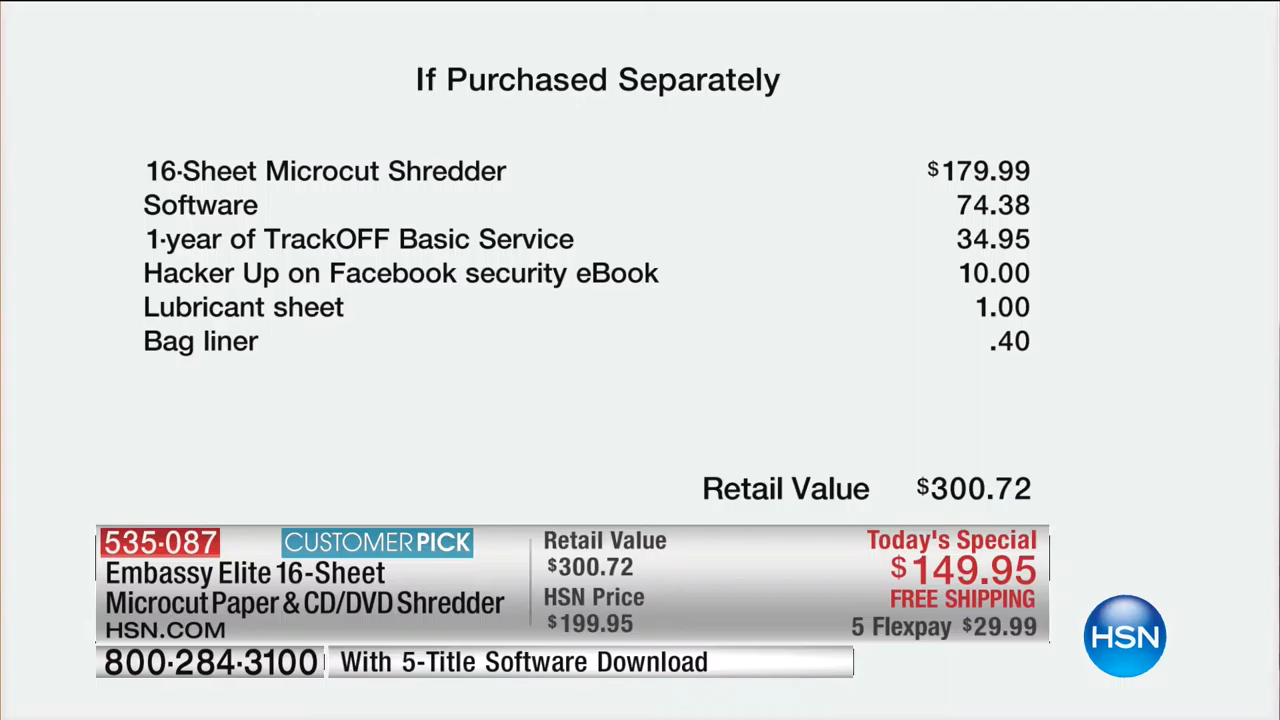 If Purchased Separately
16-Sheet Microcut Shredder $179.99
Software 74.38
1-year of TrackOFF Basic Service 34.95
Hacker Up on Facebook security eBook 10.00
Lubricant sheet 1.00
Bag liner .40
Retail Value $300.72
535-087 CUSTOMER PICK
Embassy Elite 16-Sheet
Microcut Paper & CD/DVD Shredder
HSN.COM
Retail Value
$300.72
HSN Price
$199.95
Today's Special
$149.95
FREE SHIPPING
5 Flexpay $29.99
800-284-3100 With 5-Title Software Download
HSN